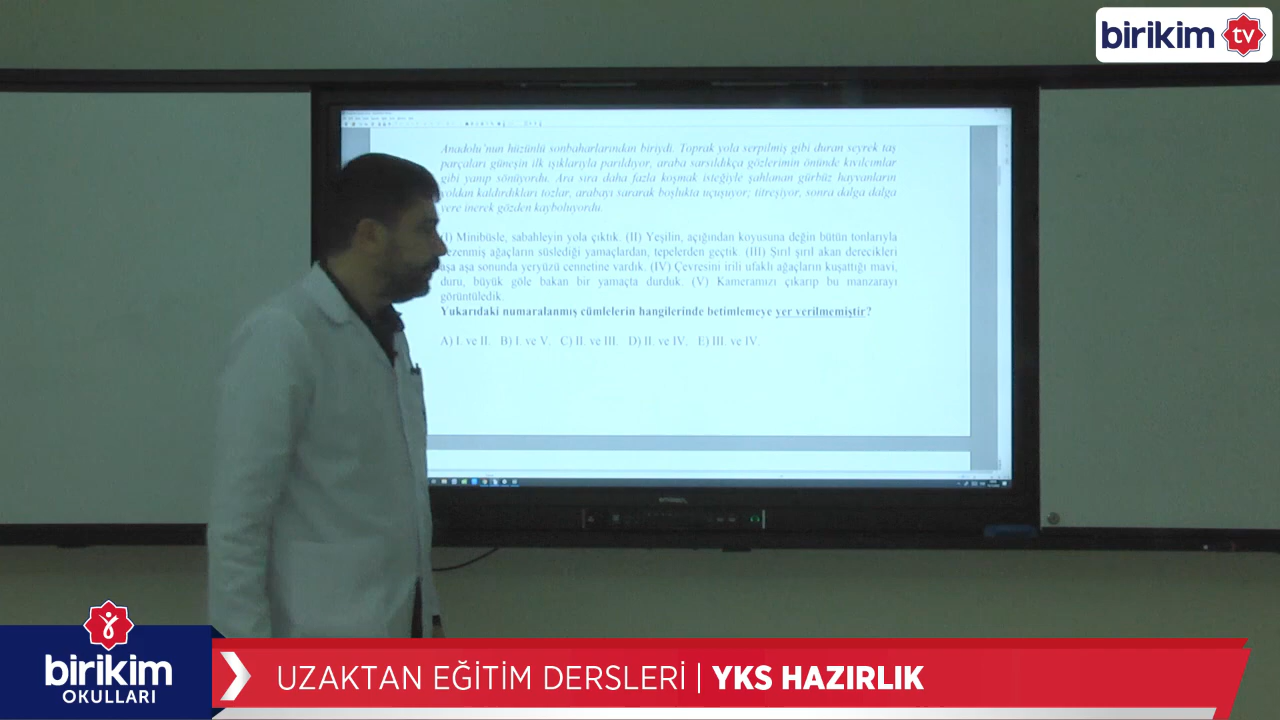 birikim tv
Anadolu'nun hüzünlü sonbaharlarından biriydi. Toprak yola serpilmiş gibi duran seyrek taş
parçaları güneşin ilk ışıklarıyla parıldıyor, araba sarsıldıkça gözlerimin önünde kıvılcımlar
gibi yanıp sönüyordu. Ara sıra daha fazla koşmak isteğiyle şahlanan gürbüz hayvanların
yoldan kaldırdıkları tozlar, arabayı sararak boşlukta uçuşuyor; titreşiyor, sonra dalga dalga
yere inerek gözden kayboluyordu.
(I) Minibüsle, sabahleyin yola çıktık. (II) Yeşilin, açığından koyusuna değin bütün tonlarıyla
bezenmiş ağaçların süslediği yamaçlardan, tepelerden geçtik. (III) Şırıl şırıl akan derecikleri
aşa aşa sonunda yeryüzü cennetine vardık. (IV) Çevresini irili ufaklı ağaçların kuşattığı mavi,
duru, büyük göle bakan bir yamaçta durduk. (V) Kameramızı çıkarıp bu manzarayı
görüntüledik.
Yukarıdaki numaralanmış cümlelerin hangilerinde betimlemeye yer verilmemiştir?
A) I. ve II. B) I. ve V. C) II. ve III. D) II. ve IV. E) III. ve IV.
birikim
OKULLARI
UZAKTAN EĞİTİM DERSLERİ | YKS HAZIRLIK